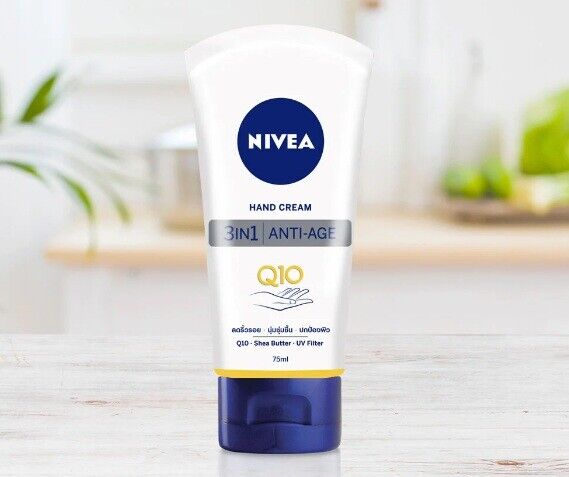 NIVEA
HAND CREAM
3IN1 | ANTI-AGE
Q10
ลดริ้วรอย · นุ่มชุ่มชื้น · ปกป้องผิว
Q10 · Shea Butter · UV Filter
75ml